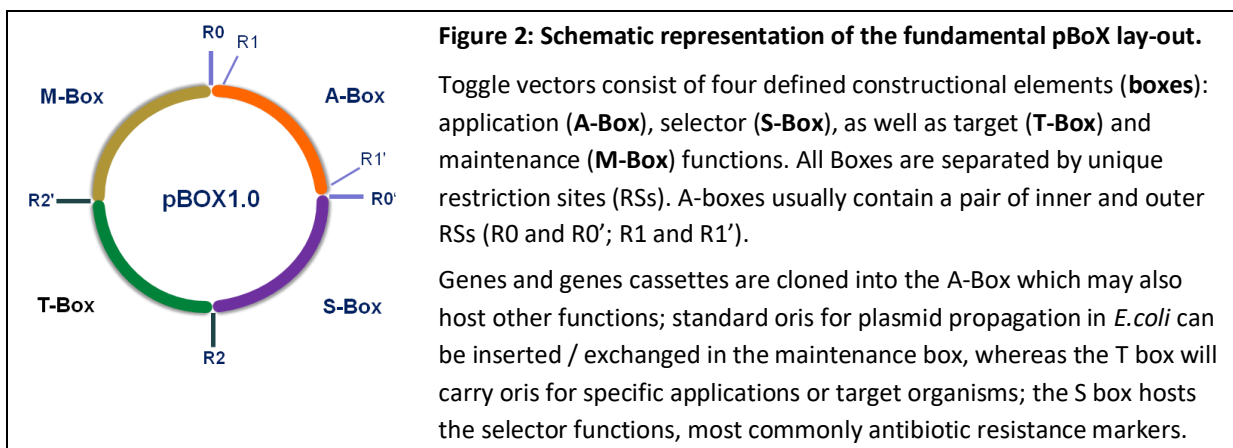 R0
R1
M-Box
A-Box
R1'
R2'
pBOX1.0
R0‘
T-Box
S-Box
R2
Figure 2: Schematic representation of the fundamental pBoX lay-out.
Toggle vectors consist of four defined constructional elements (boxes):
application (A-Box), selector (S-Box), as well as target (T-Box) and
maintenance (M-Box) functions. All Boxes are separated by unique
restriction sites (RSs). A-boxes usually contain a pair of inner and outer
RSs (R0 and R0’; R1 and R1’).
Genes and genes cassettes are cloned into the A-Box which may also
host other functions; standard oris for plasmid propagation in E.coli can
be inserted / exchanged in the maintenance box, whereas the T box will
carry oris for specific applications or target organisms; the S box hosts
the selector functions, most commonly antibiotic resistance markers.